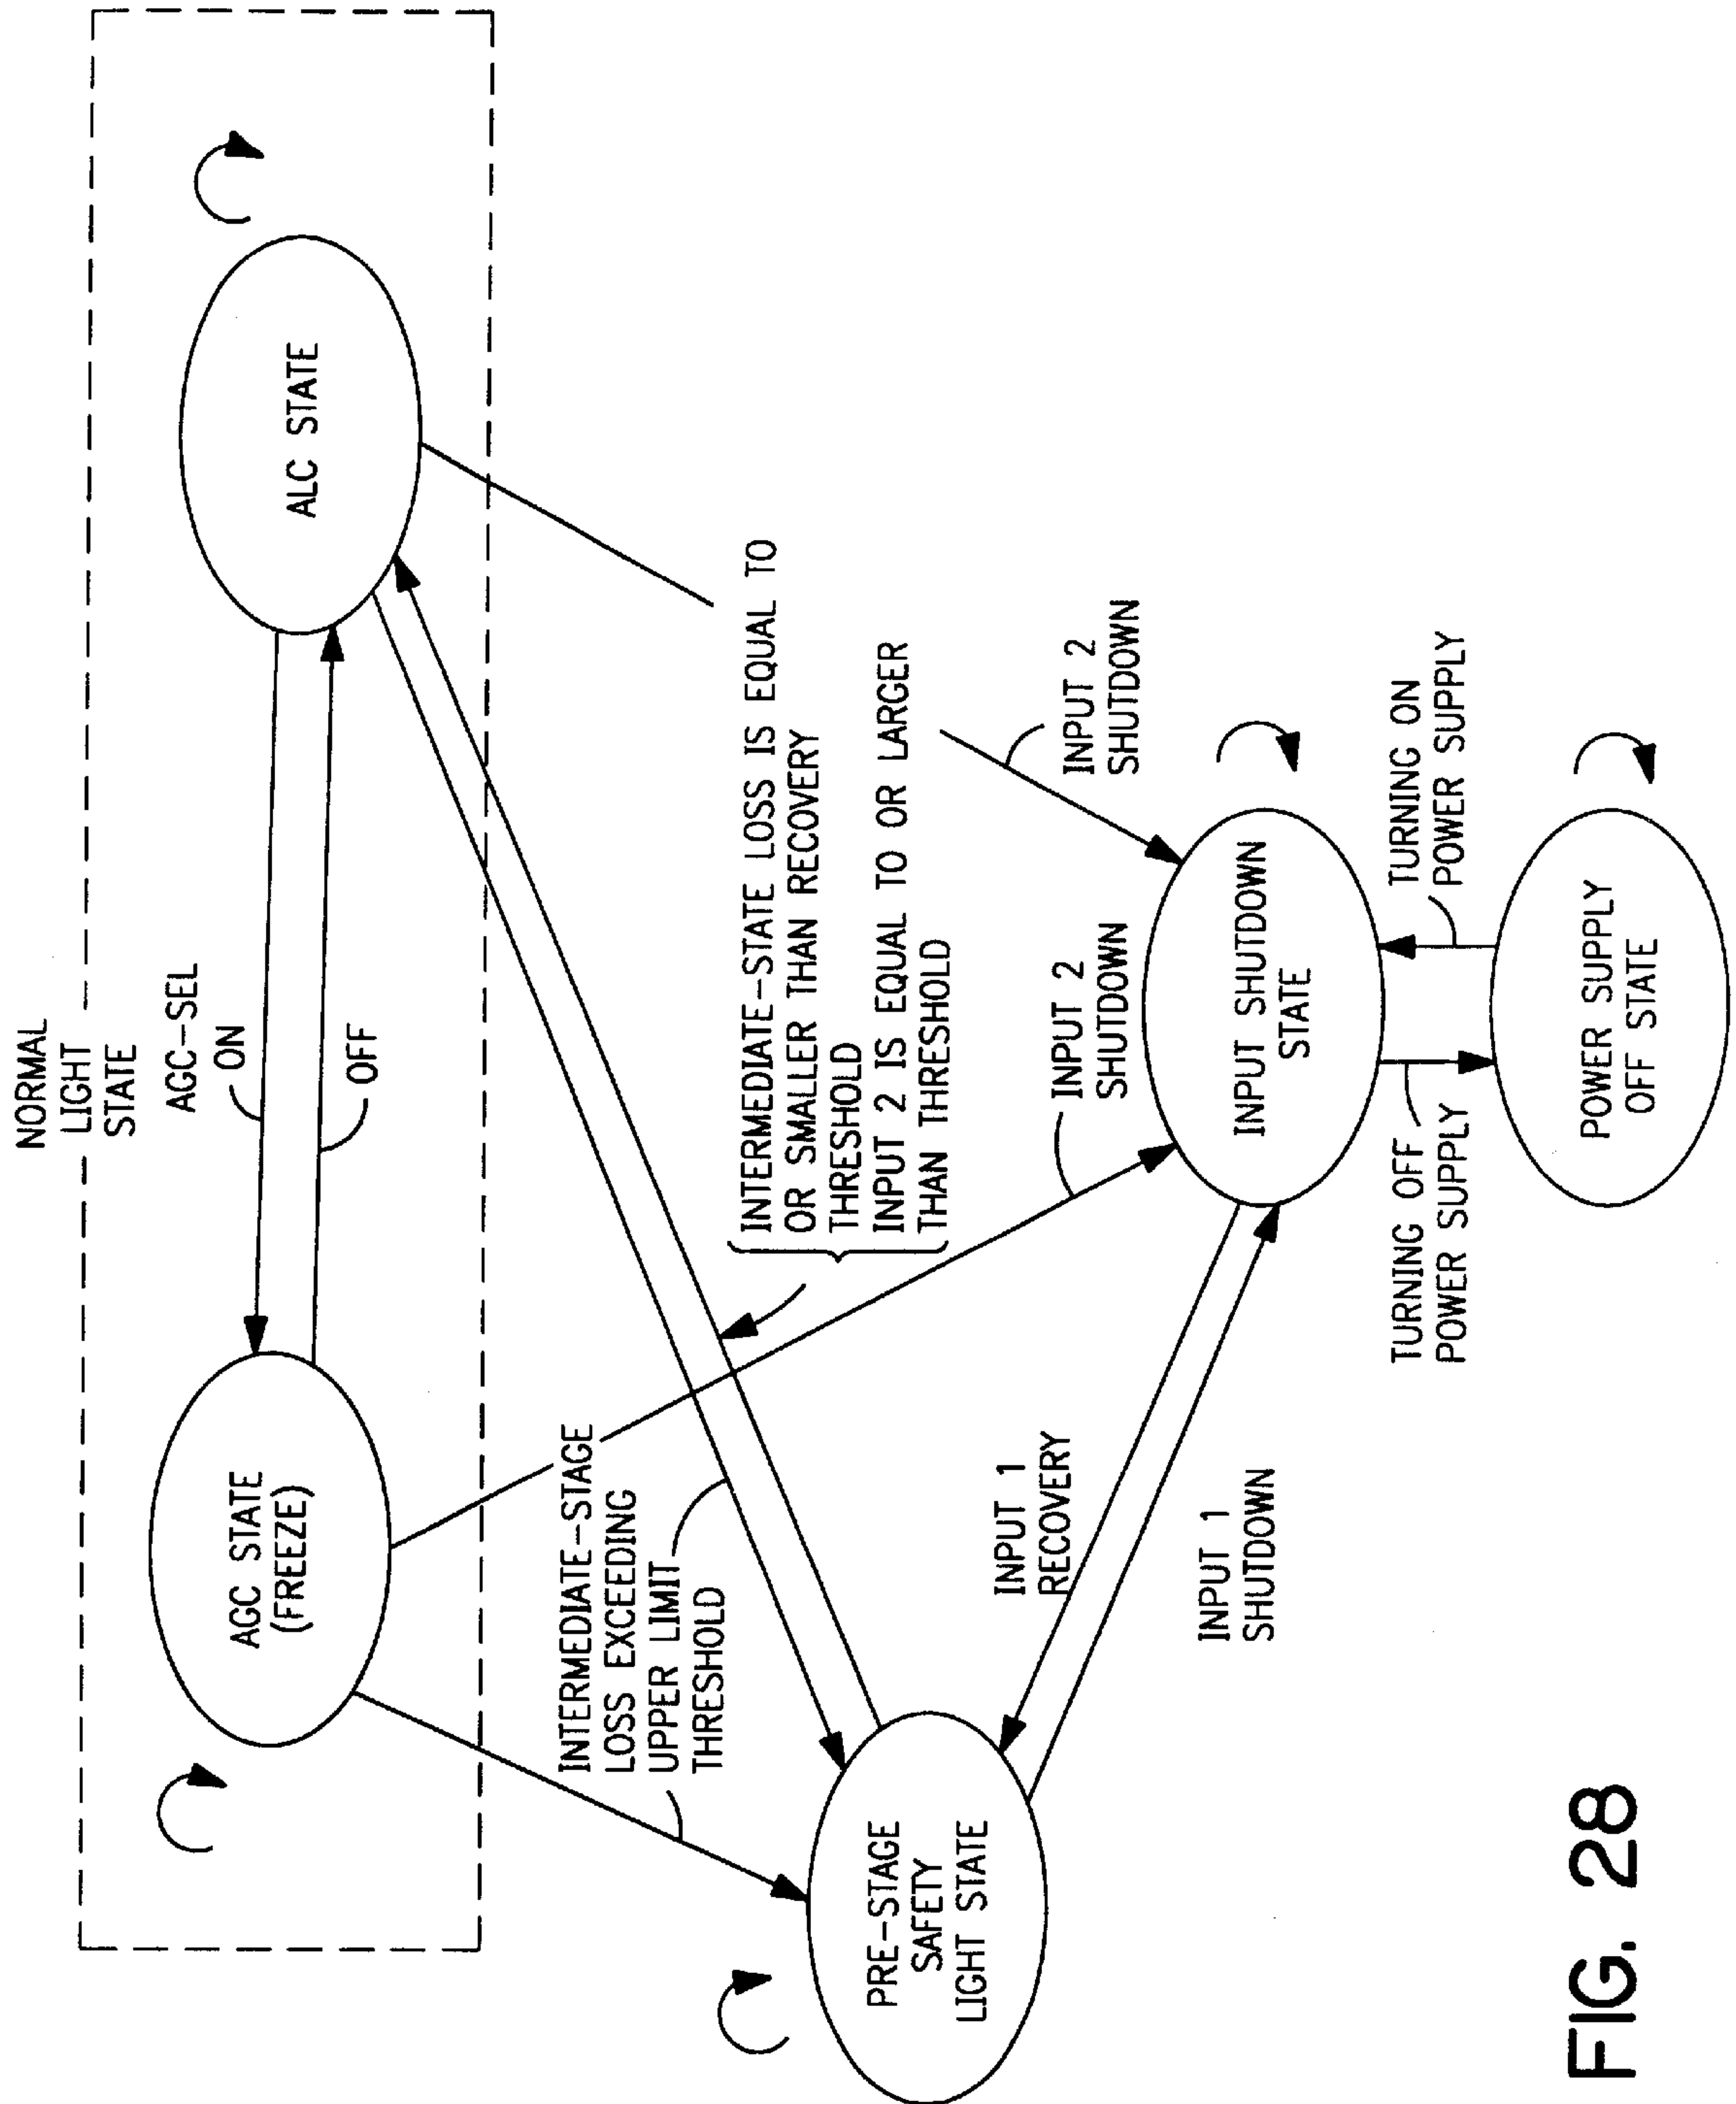 NORMAL
LIGHT
STATE
AGC-SEL
ON
OFF
AGC STATE
(FREEZE)
ALC STATE
INTERMEDIATE-STAGE
LOSS EXCEEDING
UPPER LIMIT
THRESHOLD
INTERMEDIATE-STATE LOSS IS EQUAL TO
OR SMALLER THAN RECOVERY
THRESHOLD
INPUT 2 IS EQUAL TO OR LARGER
THAN THRESHOLD
PRE-STAGE
SAFETY
LIGHT STATE
INPUT 1
RECOVERY
INPUT 1
SHUTDOWN
INPUT 2
SHUTDOWN
INPUT 2
SHUTDOWN
INPUT SHUTDOWN
STATE
TURNING OFF
POWER SUPPLY
TURNING ON
POWER SUPPLY
POWER SUPPLY
OFF STATE
FIG. 28